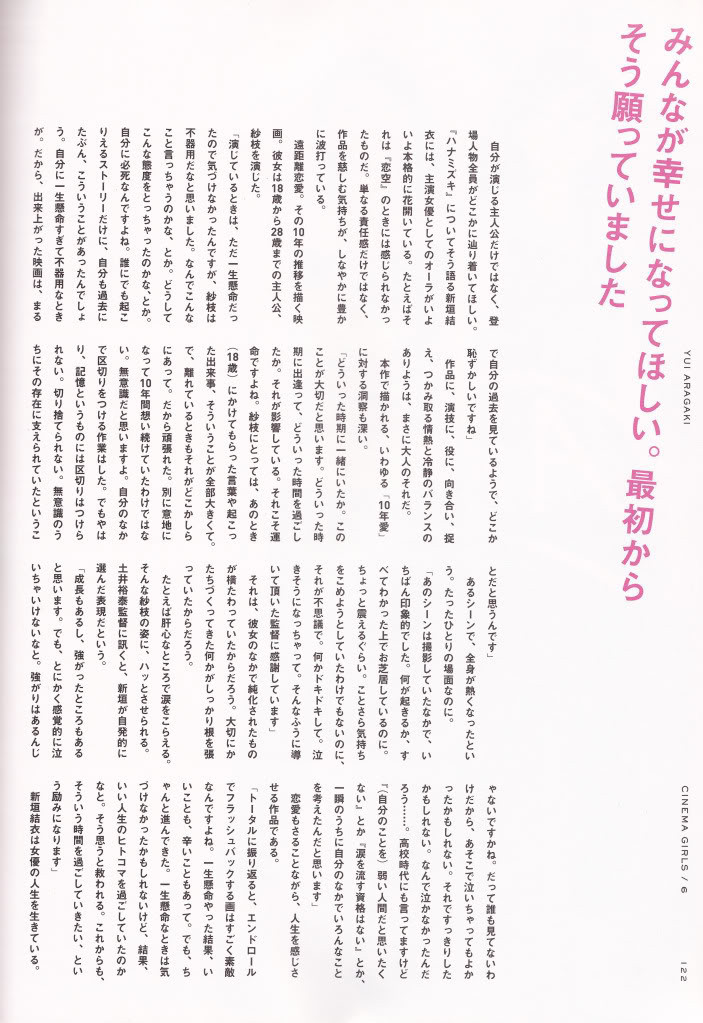 みんなが幸せになってほしい。最初から
そう願っていました
自分が演じる主人公だけではなく、登
場人物全員がどこかに辿り着いてほしい。
『ハナミズキ』についてそう語る新垣結
衣には、主演女優としてのオーラがいよ
いよ本格的に花開いている。たとえばそ
れは『恋空』のときには感じられなかっ
たものだ。単なる責任感だけではなく、
作品を慈しむ気持ちが、しなやかに豊か
に波打っている。
遠距離恋愛。その10年の推移を描く映
画。彼女は18歳から28歳までの主人公、
紗枝を演じた。
「演じているときは、ただ一生懸命だっ
たので気づけなかったんですが、紗枝は
不器用だなと思いました。なんでこんな
こと言っちゃうのかな、とか。どうして
こんな態度をとっちゃったのかな、とか。
自分に必死なんですよね。誰にでも起こ
りえるストーリーだけに、自分も過去に
たぶん、こういうことがあったんでしょ
う。自分に一生懸命すぎて不器用なとき
が。だから、出来上がった映画は、まる
で自分の過去を見ているようで、どこか
恥ずかしいですね」
作品に、演技に、役に、向き合い、捉
え、つかみ取る情熱と冷静のバランスの
ありようは、まさに大人のそれだ。
本作で描かれる、いわゆる「10年愛」
に対する洞察も深い。
「どういった時期に一緒にいたか。この
ことが大切だと思います。どういった時
期に出逢って、どういった時間を過ごし
たか。それが影響している。それこそ運
命ですよね。紗枝にとっては、あのとき
（18歳）にかけてもらった言葉や起こっ
た出来事、そういうことが全部大きくて。
で、離れているときもそれがどこかしら
にあって。だから頑張れた。別に意地に
なって10年間想い続けていたわけではな
い。無意識だと思いますよ。自分のなか
で区切りをつける作業はした。でもやは
り、記憶というものには区切りはつけら
れない。切り捨てられない。無意識のう
ちにその存在に支えられていたというこ
とだと思うんです」
あるシーンで、全身が熱くなったとい
う。たったひとりの場面なのに。
「あのシーンは撮影していたなかで、い
ちばん印象的でした。何が起きるか、す
べてわかった上でお芝居しているのに。
ちょっと震えるぐらい。ことさら気持ち
をこめようとしていたわけでもないのに、
それが不思議で。何かドキドキして。泣
きそうになっちゃって。そんなふうに導
いて頂いた監督に感謝しています」
それは、彼女のなかで純化されたもの
が横たわっていたからだろう。大切にか
たちづくってきた何かがしっかり根を張
っていたからだろう。
たとえば肝心なところで涙をこらえる。
そんな紗枝の姿に、ハッとさせられる。
土井裕泰監督に訊くと、新垣が自発的に
選んだ表現だという。
「成長もあるし、強がったところもある
と思います。でも、とにかく感覚的に泣
いちゃいけないなと。強がりはあるんじ
ゃないですかね。だって誰も見てないわ
けだから、あそこで泣いちゃってもよか
ったかもしれない。それですっきりした
かもしれない。なんで泣かなかったんだ
ろう……。高校時代にも言ってますけど
『（自分のことを）弱い人間だと思いたく
ない』とか『涙を流す資格はない』とか、
一瞬のうちに自分のなかでいろんなこと
を考えたんだと思います」
恋愛もさることながら、人生を感じさ
せる作品である。
「トータルに振り返ると、エンドロール
でフラッシュバックする画はすごく素敵
なんですよね。一生懸命やった結果、い
いことも、辛いこともあって。でも、ち
ゃんと進んできた。一生懸命なときは気
づけなかったかもしれないけど、結果、
いい人生のヒトコマを過ごしていたのか
なと。そう思うと救われる。これからも、
そういう時間を過ごしていきたい、とい
う励みになります」
新垣結衣は女優の人生を生きている。
YUI ARAGAKI
CINEMA GIRLS / 6
122